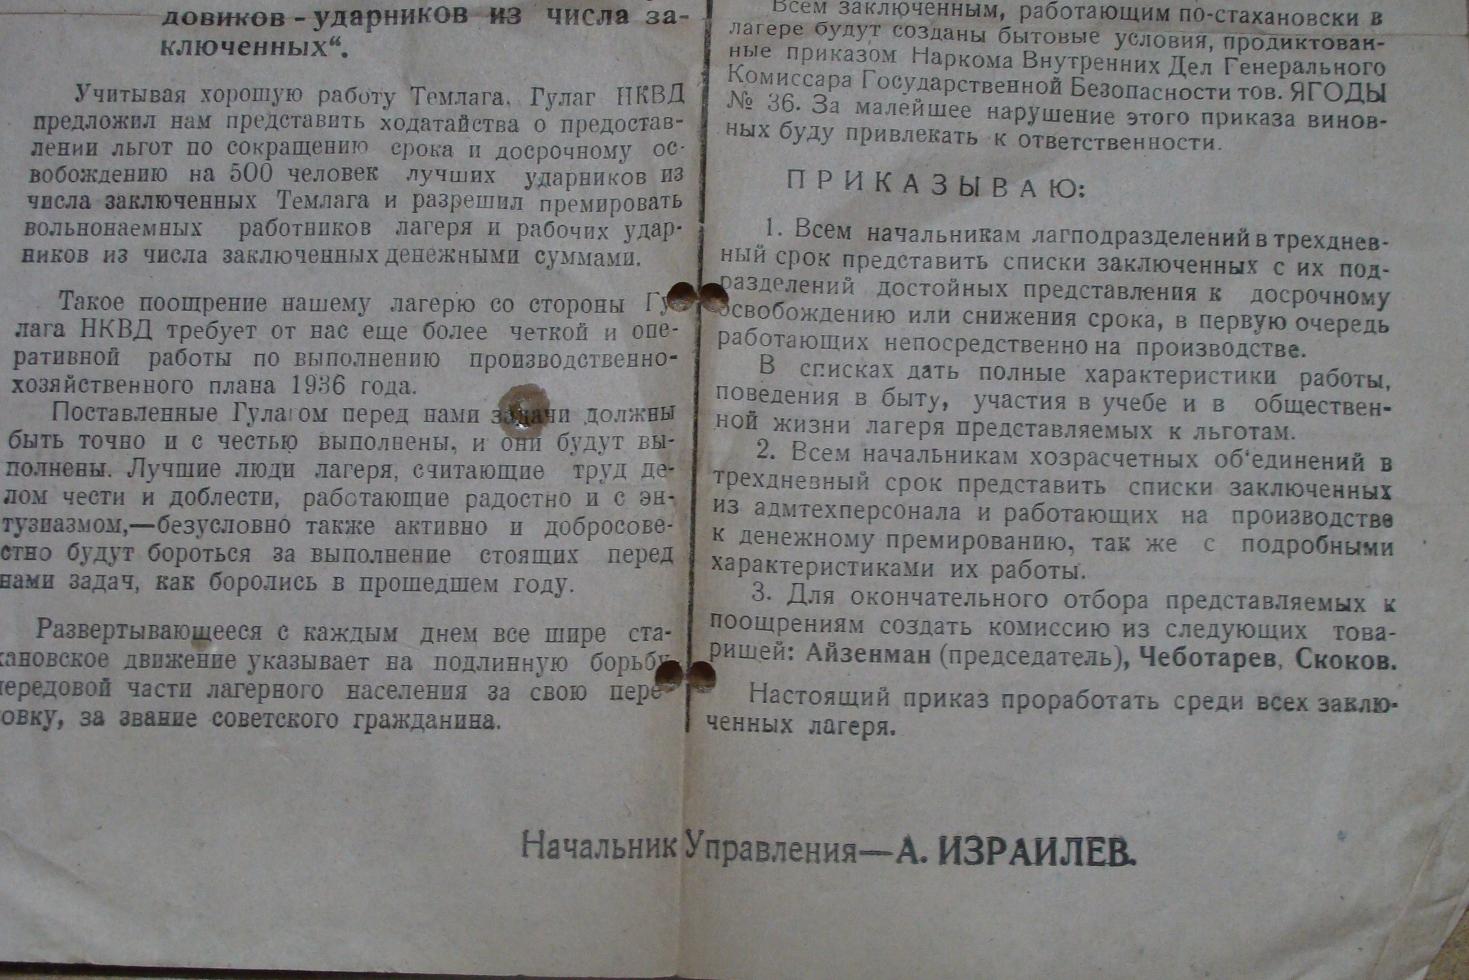 довиков - ударников из числа за-
ключенных“.
Учитывая хорошую работу Темлага, Гулаг НКВД
предложил нам представить ходатайства о предостав-
лении льгот по сокращению срока и досрочному ос-
вобождению на 500 человек лучших ударников из
числа заключенных Темлага и разрешил премировать
вольнонаемных работников лагеря и рабочих удар-
ников из числа заключенных денежными суммами.
Такое поощрение нашему лагерю со стороны Гу-
лага НКВД требует от нас еще более четкой и опе-
ративной работы по выполнению производственно-
хозяйственного плана 1936 года.
Поставленные Гулагом перед нами задачи должны
быть точно и с честью выполнены, и они будут вы-
полнены. Лучшие люди лагеря, считающие труд де-
лом чести и доблести, работающие радостно и с эн-
тузиазмом,—безусловно также активно и добросове-
стно будут бороться за выполнение стоящих перед
нами задач, как боролись в прошедшем году.
Развертывающееся с каждым днем все шире ста-
хановское движение указывает на подлинную борьбу
передовой части лагерного населения за свою пере-
овку, за звание советского гражданина.
Всем заключенным, работающим по-стахановски в
лагере будут созданы бытовые условия, продиктован-
ные приказом Наркома Внутренних Дел Генерального
Комиссара Государственной Безопасности тов. ЯГОДЫ
№ 36. За малейшее нарушение этого приказа винов-
ных буду привлекать к ответственности.
ПРИКАЗЫВАЮ:
1. Всем начальникам лагподразделений в трехднев-
ный срок представить списки заключенных с их под-
разделений достойных представления к досрочному
освобождению или снижения срока, в первую очередь
работающих непосредственно на производстве.
В списках дать полные характеристики работы,
поведения в быту, участия в учебе и в обществен-
ной жизни лагеря представляемых к льготам.
2. Всем начальникам хозрасчетных об‘единений в
трехдневный срок представить списки заключенных
из адмтехперсонала и работающих на производстве
к денежному премированию, так же с подробными
характеристиками их работы.
3. Для окончательного отбора представляемых к
поощрениям создать комиссию из следующих това-
рищей: Айзенман (председатель), Чеботарев, Скоков.
Настоящий приказ проработать среди всех заклю-
ченных лагеря.
Начальник Управления—А. ИЗРАИЛЕВ.